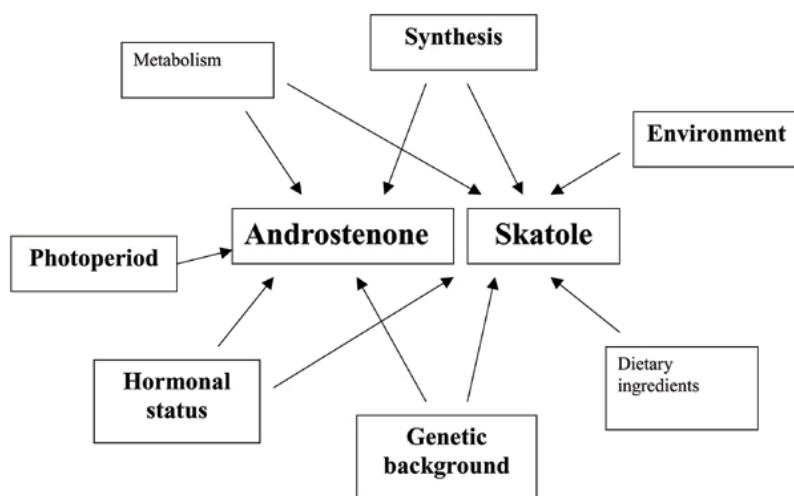 Synthesis
Metabolism
Environment
Androstenone
Skatole
Photoperiod
Hormonal
status
Dietary
ingredients
Genetic
background